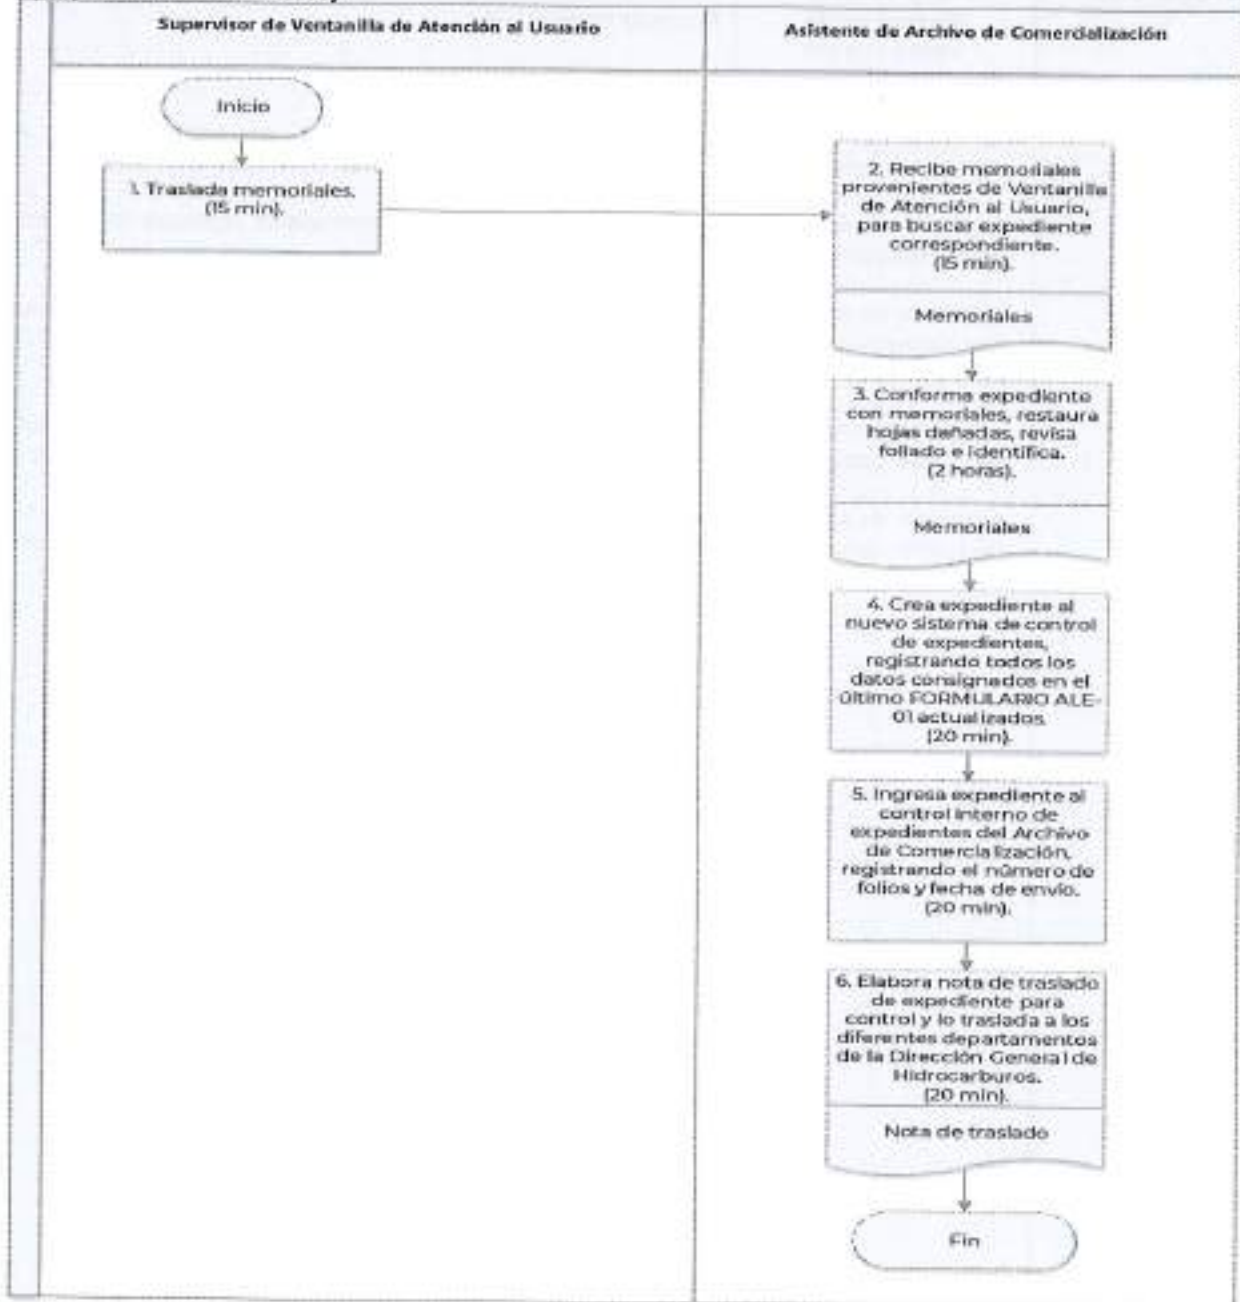 Supervisor de Ventanilla de Atención al Usuario
Asistente de Archivo de Comercialización
Inicio
1. Traslada memoriales.
(15 min).
2. Recibe memoriales
provenientes de Ventanilla
de Atención al Usuario,
para buscar expediente
correspondiente.
(15 min).
Memoriales
3. Conforma expediente
con memoriales, restaura
hojas dañadas, revisa
foliado e identifica.
(2 horas).
Memoriales
4. Crea expediente al
nuevo sistema de control
de expedientes,
registrando todos los
datos consignados en el
último FORMULARIO ALE-
01 actualizados.
(20 min).
5. Ingresa expediente al
control interno de
expedientes del Archivo
de Comercialización,
registrando el número de
folios y fecha de envío.
(20 min).
6. Elabora nota de traslado
de expediente para
control y lo traslada a los
diferentes departamentos
de la Dirección General de
Hidrocarburos.
(20 min).
Nota de traslado
Fin